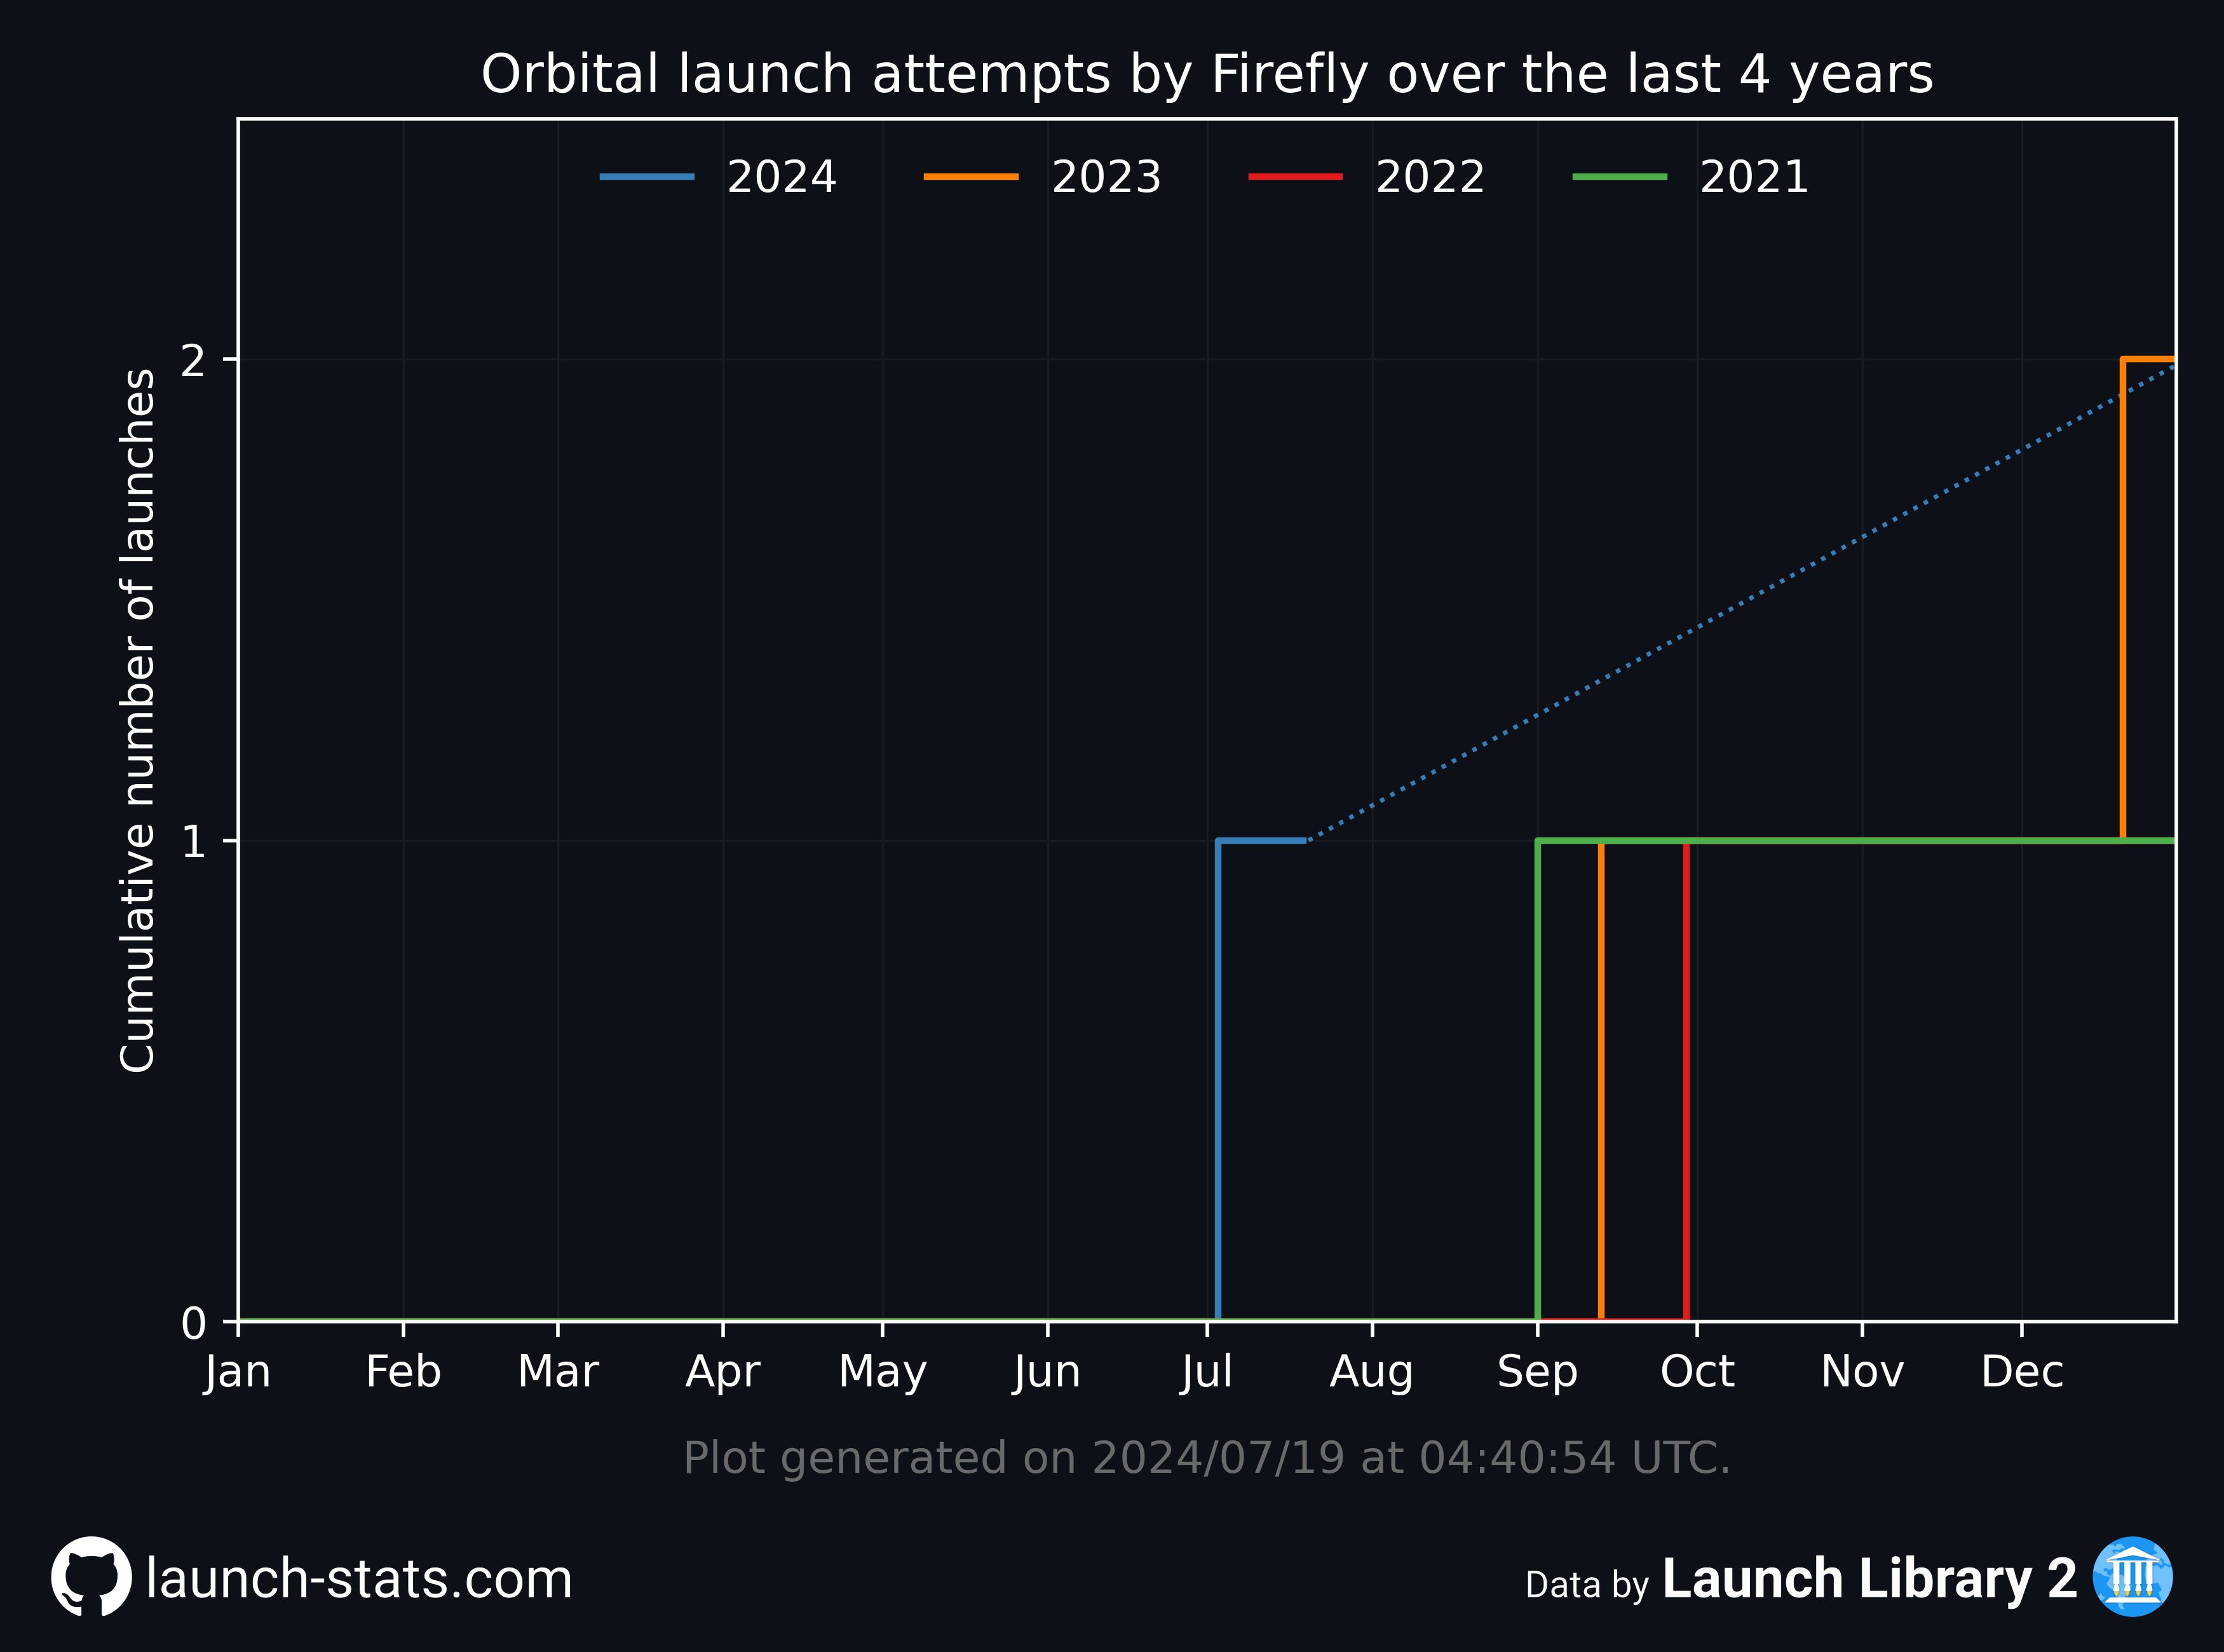 Orbital launch attempts by Firefly over the last 4 years
2024 2023 2022 2021
Cumulative number of launches
2
1
0
Jan Feb Mar Apr May Jun Jul Aug Sep Oct Nov Dec
Plot generated on 2024/07/19 at 04:40:54 UTC.
launch-stats.com
Data by Launch Library 2